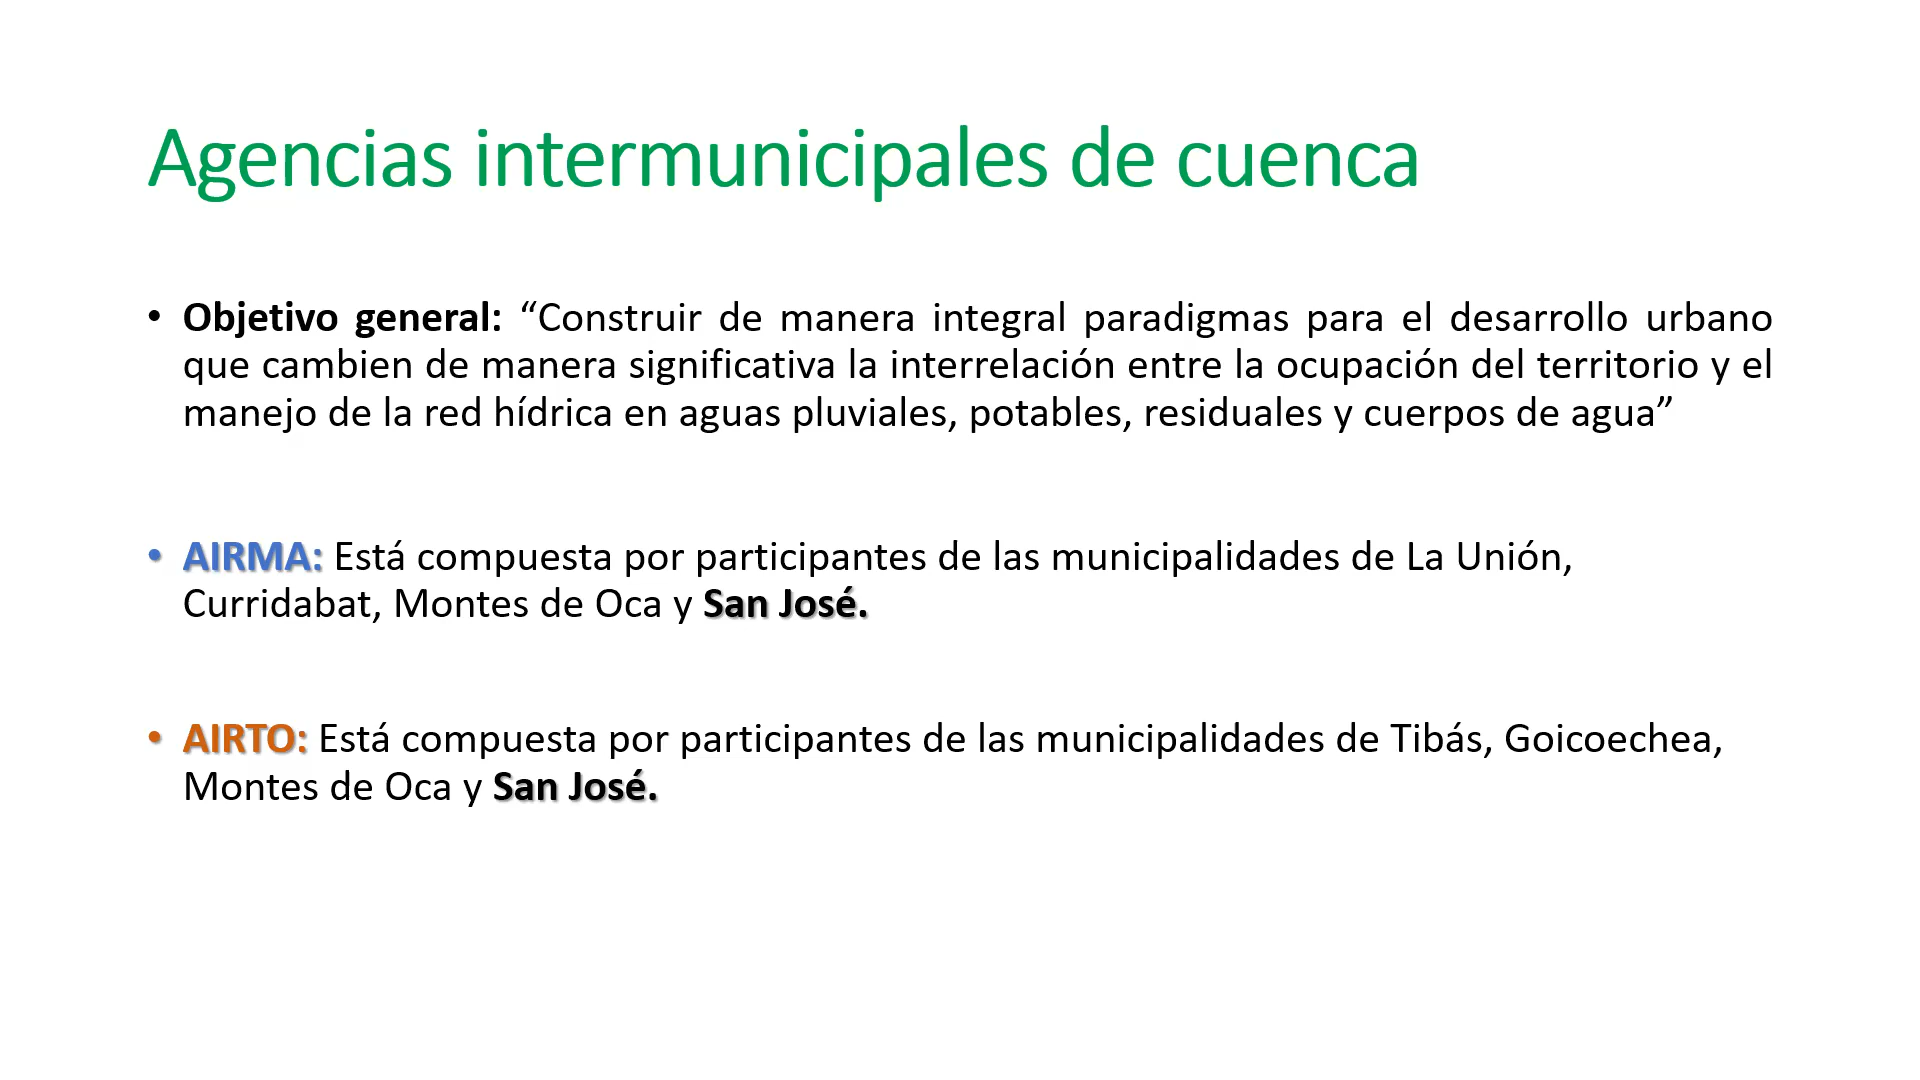 Agencias intermunicipales de cuenca
• Objetivo general: “Construir de manera integral paradigmas para el desarrollo urbano
que cambien de manera significativa la interrelación entre la ocupación del territorio y el
manejo de la red hídrica en aguas pluviales, potables, residuales y cuerpos de agua”
• AIRMA: Está compuesta por participantes de las municipalidades de La Unión,
Curridabat, Montes de Oca y San José.
• AIRTO: Está compuesta por participantes de las municipalidades de Tibás, Goicoechea,
Montes de Oca y San José.